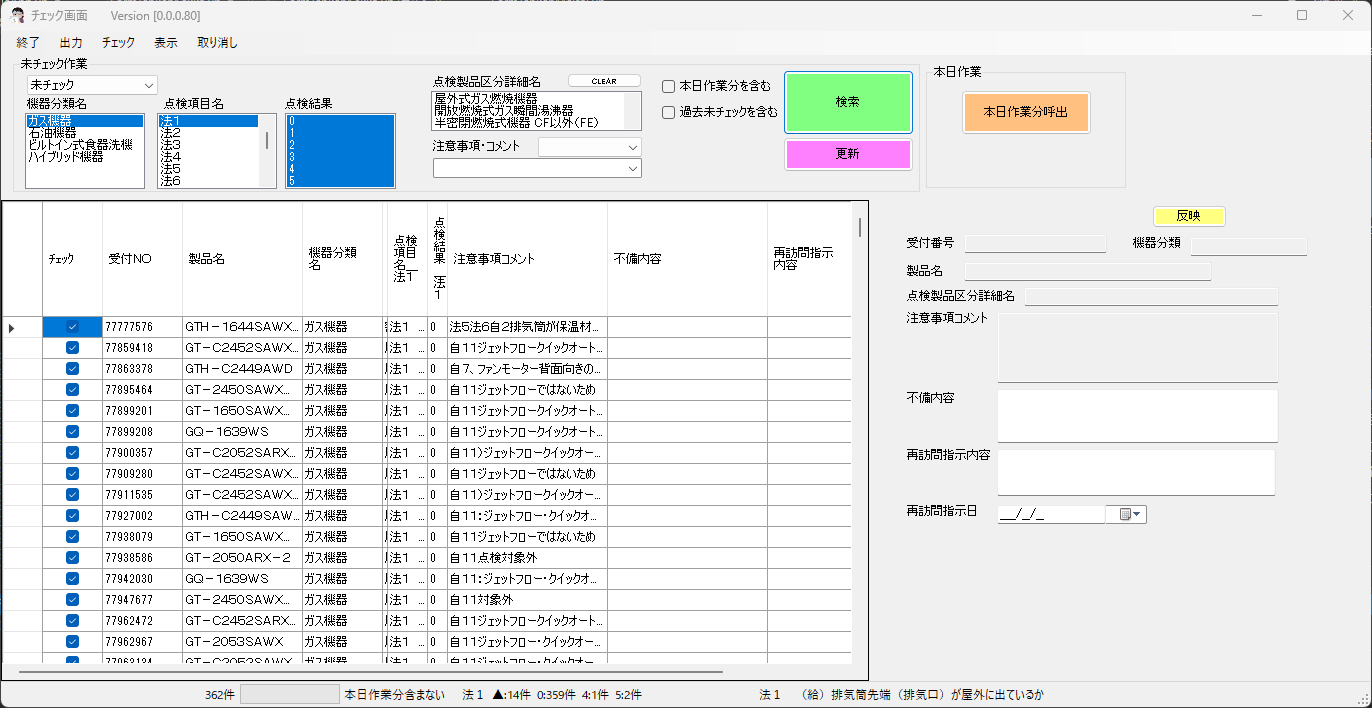 チェック画面 Version [0.0.0.80]
終了 出力 チェック 表示 取り消し
未チェック作業
未チェック
機器分類名
ガス機器
石油機器
ビルトイン式食器洗機
ハイブリッド機器
点検項目名
法1
法2
法3
法4
法5
法6
点検結果
0
1
2
3
4
5
点検製品区分詳細名 CLEAR
屋外式ガス燃焼機器
開放燃焼式ガス瞬間湯沸器
半密閉燃焼式機器 CF以外(FE)
注意事項・コメント
本日作業分を含む
過去未チェックを含む
検索
更新
本日作業
本日作業分呼出
チェック 受付NO 製品名 機器分類名 点検項目名_法1 点検結果_法1 注意事項コメント 不備内容 再訪問指示内容
77777576 GTH－1644SAWX... ガス機器 法1 ... 0 法5法6自2排気筒が保温材...
77859418 GT－C2452SAWX... ガス機器 法1 ... 0 自11ジェットフロークイックオート...
77863378 GTH－C2449AWD ガス機器 法1 ... 0 自7、ファンモーター背面向きの...
77895464 GT－2450SAWX... ガス機器 法1 ... 0 自11ジェットフローではないため
77899201 GT－1650SAWX... ガス機器 法1 ... 0 自11ジェットフロークイックオート...
77899208 GQ－1639WS ガス機器 法1 ... 0 自11ジェットフロークイックオート...
77900357 GT－C2052SARX... ガス機器 法1 ... 0 自11)ジェットフロークイックオー...
77909280 GT－C2452SAWX... ガス機器 法1 ... 0 自11ジェットフローではないため
77911535 GT－C2452SAWX... ガス機器 法1 ... 0 自11)ジェットフロークイックオー...
77927002 GTH－C2449SAW... ガス機器 法1 ... 0 自11:ジェットフロー・クイックオ...
77938079 GT－1650SAWX... ガス機器 法1 ... 0 自11ジェットフローではないため
77938586 GT－2050ARX－2 ガス機器 法1 ... 0 自11点検対象外
77942030 GQ－1639WS ガス機器 法1 ... 0 自11:ジェットフロー・クイックオ...
77947677 GT－2450SAWX... ガス機器 法1 ... 0 自11対象外
77962472 GT－C2452SARX... ガス機器 法1 ... 0 自11ジェットフロークイックオート...
77962967 GT－2053SAWX ガス機器 法1 ... 0 自11ジェットフロー・クイックオー...
反映
受付番号 機器分類
製品名
点検製品区分詳細名
注意事項コメント
不備内容
再訪問指示内容
再訪問指示日 __/_/_
362件 本日作業分含まない 法１ ▲:14件 0:359件 4:1件 5:2件 法１ （給）排気筒先端（排気口）が屋外に出ているか